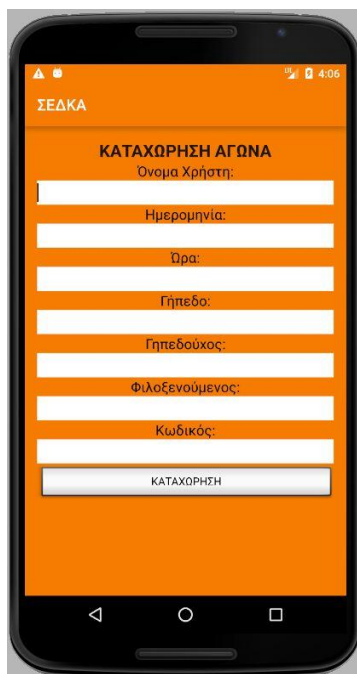 4:06
ΣΕΔΚΑ
ΚΑΤΑΧΩΡΗΣΗ ΑΓΩΝΑ
Όνομα Χρήστη:
Ημερομηνία:
Ώρα:
Γήπεδο:
Γηπεδούχος:
Φιλοξενούμενος:
Κωδικός:
ΚΑΤΑΧΩΡΗΣΗ